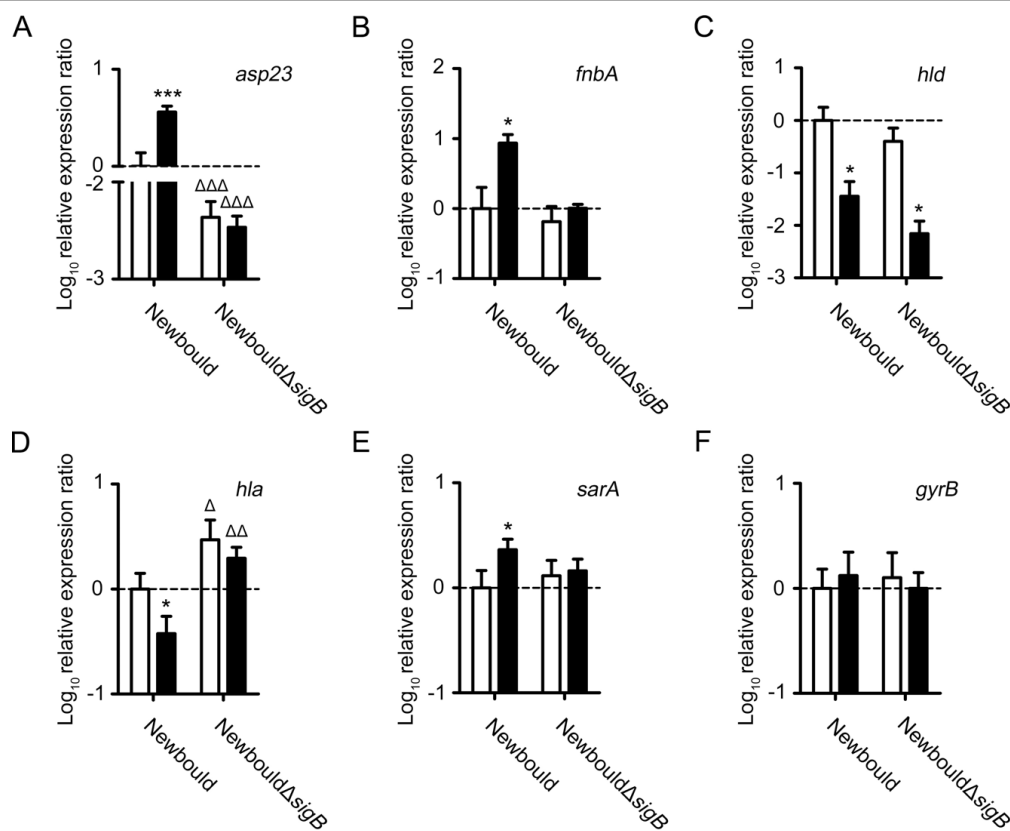 A
Log10 relative expression ratio
asp23
1
0
-2
-3
***
ΔΔΔ
ΔΔΔ
Newbould
NewbouldΔsigB
B
Log10 relative expression ratio
fnbA
2
1
0
-1
*
Newbould
NewbouldΔsigB
C
Log10 relative expression ratio
hld
1
0
-1
-2
-3
*
*
Newbould
NewbouldΔsigB
D
Log10 relative expression ratio
hla
1
0
-1
*
Δ
ΔΔ
Newbould
NewbouldΔsigB
E
Log10 relative expression ratio
sarA
1
0
-1
*
Newbould
NewbouldΔsigB
F
Log10 relative expression ratio
gyrB
1
0
-1
Newbould
NewbouldΔsigB